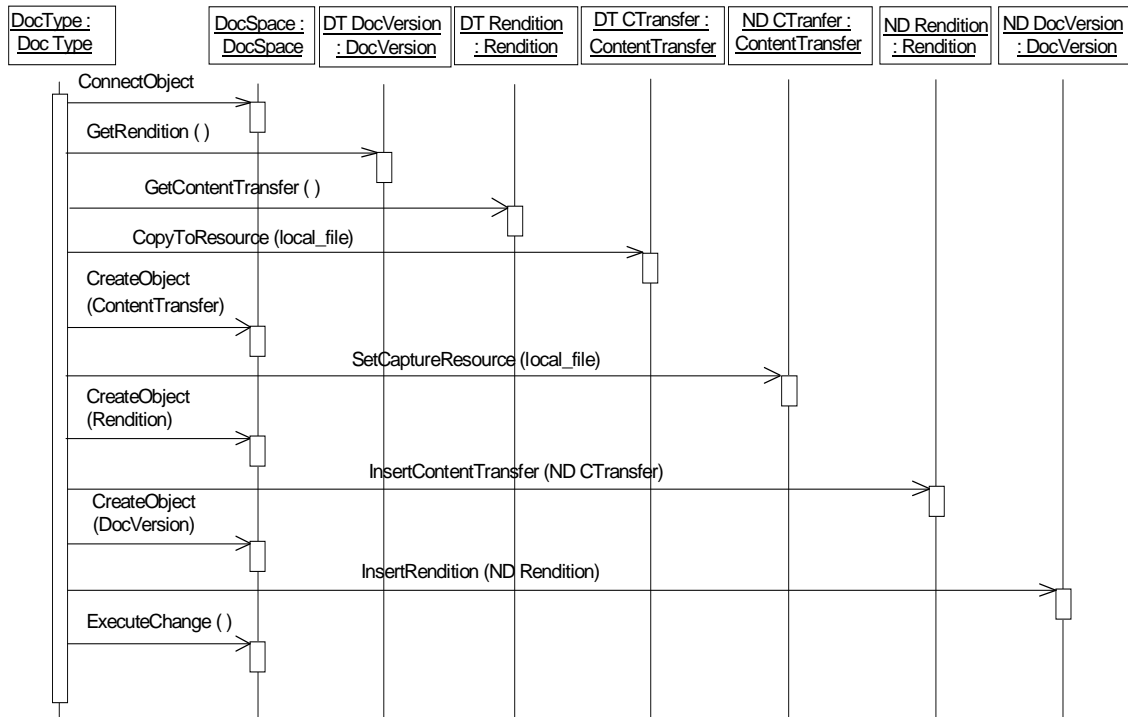 DocType :
Doc Type
DocSpace :
DocSpace
DT DocVersion
: DocVersion
DT Rendition
: Rendition
DT CTransfer :
ContentTransfer
ND CTranfer :
ContentTransfer
ND Rendition
: Rendition
ND DocVersion
: DocVersion
ConnectObject
GetRendition ( )
GetContentTransfer ( )
CopyToResource (local_file)
CreateObject
(ContentTransfer)
SetCaptureResource (local_file)
CreateObject
(Rendition)
InsertContentTransfer (ND CTransfer)
CreateObject
(DocVersion)
InsertRendition (ND Rendition)
ExecuteChange ( )